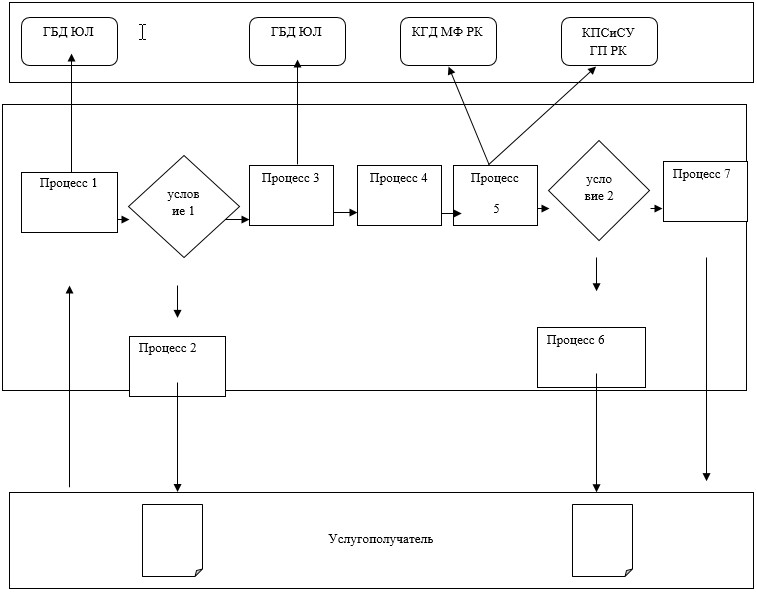 ГБД ЮЛ
ГБД ЮЛ
КГД МФ РК
КПСиСУ
ГП РК
Процесс 1
услов
ие 1
Процесс 3
Процесс 4
Процесс
5
усло
вие 2
Процесс 7
Процесс 2
Процесс 6
Услугополучатель